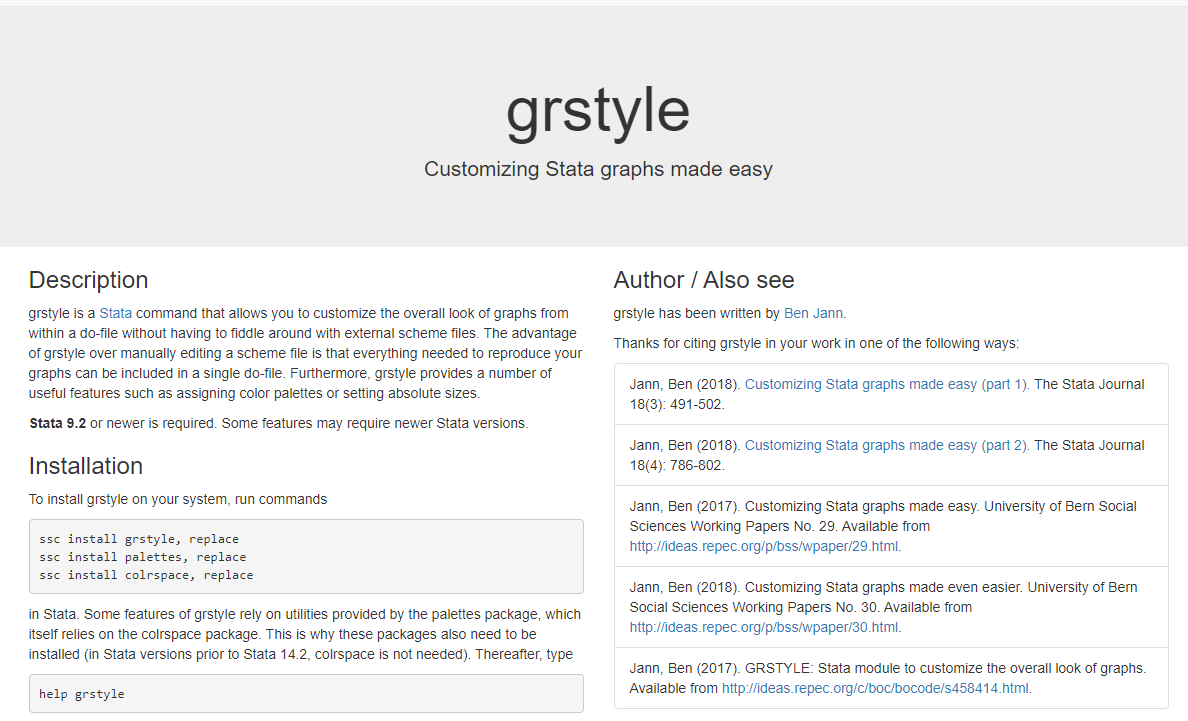 grstyle
Customizing Stata graphs made easy
Description
grstyle is a Stata command that allows you to customize the overall look of graphs from
within a do-file without having to fiddle around with external scheme files. The advantage
of grstyle over manually editing a scheme file is that everything needed to reproduce your
graphs can be included in a single do-file. Furthermore, grstyle provides a number of
useful features such as assigning color palettes or setting absolute sizes.
Stata 9.2 or newer is required. Some features may require newer Stata versions.
Installation
To install grstyle on your system, run commands
ssc install grstyle, replace
ssc install palettes, replace
ssc install colrspace, replace
in Stata. Some features of grstyle rely on utilities provided by the palettes package, which
itself relies on the colrspace package. This is why these packages also need to be
installed (in Stata versions prior to Stata 14.2, colrspace is not needed). Thereafter, type
help grstyle
Author / Also see
grstyle has been written by Ben Jann.
Thanks for citing grstyle in your work in one of the following ways:
Jann, Ben (2018). Customizing Stata graphs made easy (part 1). The Stata Journal
18(3): 491-502.
Jann, Ben (2018). Customizing Stata graphs made easy (part 2). The Stata Journal
18(4): 786-802.
Jann, Ben (2017). Customizing Stata graphs made easy. University of Bern Social
Sciences Working Papers No. 29. Available from
http://ideas.repec.org/p/bss/wpaper/29.html.
Jann, Ben (2018). Customizing Stata graphs made even easier. University of Bern
Social Sciences Working Papers No. 30. Available from
http://ideas.repec.org/p/bss/wpaper/30.html.
Jann, Ben (2017). GRSTYLE: Stata module to customize the overall look of graphs.
Available from http://ideas.repec.org/c/boc/bocode/s458414.html.